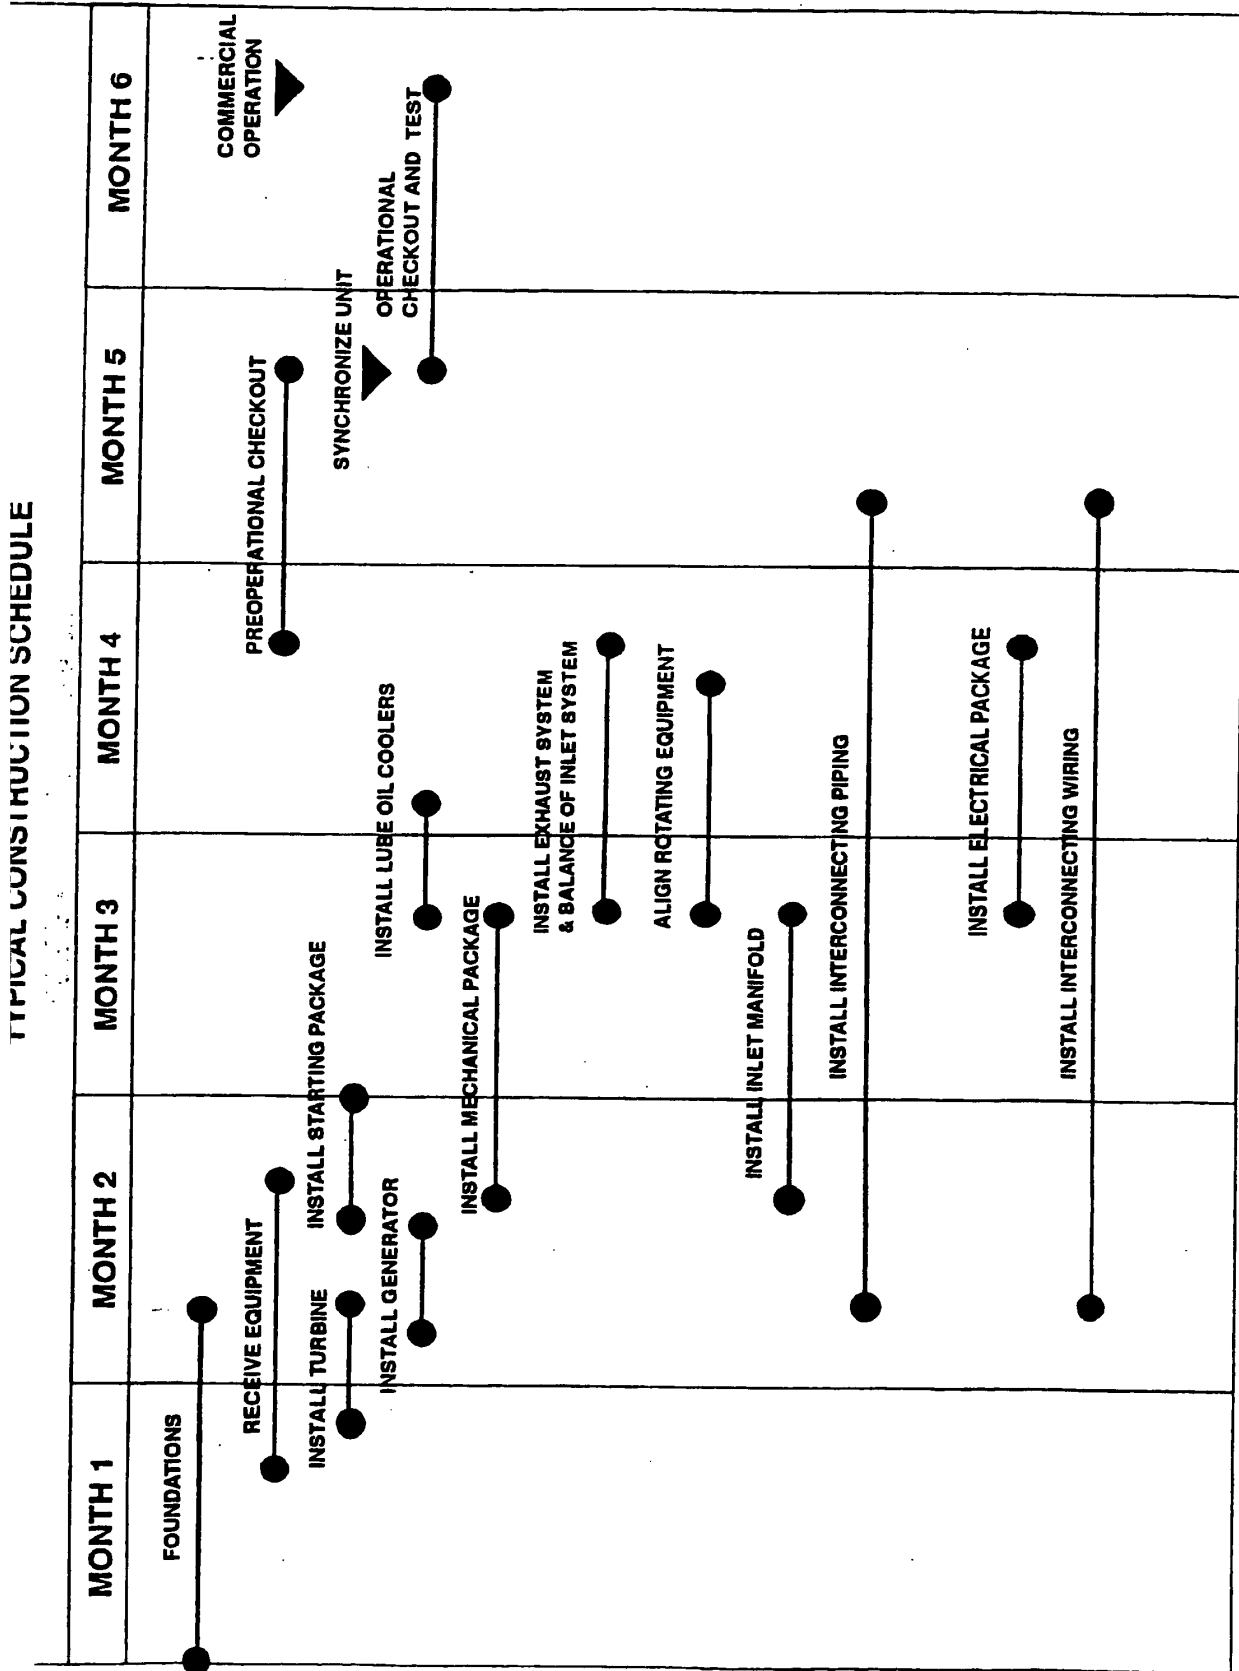 TYPICAL CONSTRUCTION SCHEDULE
MONTH 1
MONTH 2
MONTH 3
MONTH 4
MONTH 5
MONTH 6
FOUNDATIONS
COMMERCIAL
OPERATION
RECEIVE EQUIPMENT
PREOPERATIONAL CHECKOUT
INSTALL TURBINE
INSTALL STARTING PACKAGE
SYNCHRONIZE UNIT
INSTALL GENERATOR
INSTALL LUBE OIL COOLERS
OPERATIONAL
CHECKOUT AND TEST
INSTALL MECHANICAL PACKAGE
INSTALL EXHAUST SYSTEM
& BALANCE OF INLET SYSTEM
ALIGN ROTATING EQUIPMENT
INSTALL INLET MANIFOLD
INSTALL INTERCONNECTING PIPING
INSTALL ELECTRICAL PACKAGE
INSTALL INTERCONNECTING WIRING